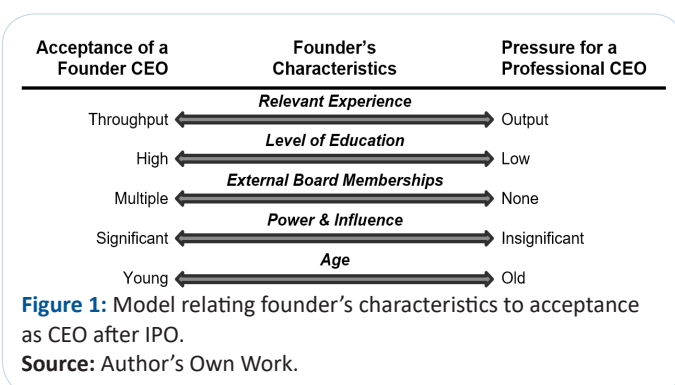 Acceptance of a Founder's Pressure for a
Founder CEO Characteristics Professional CEO
Relevant Experience
Throughput Output
Level of Education
High Low
External Board Memberships
Multiple None
Power & Influence
Significant Insignificant
Age
Young Old
Figure 1: Model relating founder’s characteristics to acceptance
as CEO after IPO.
Source: Author’s Own Work.